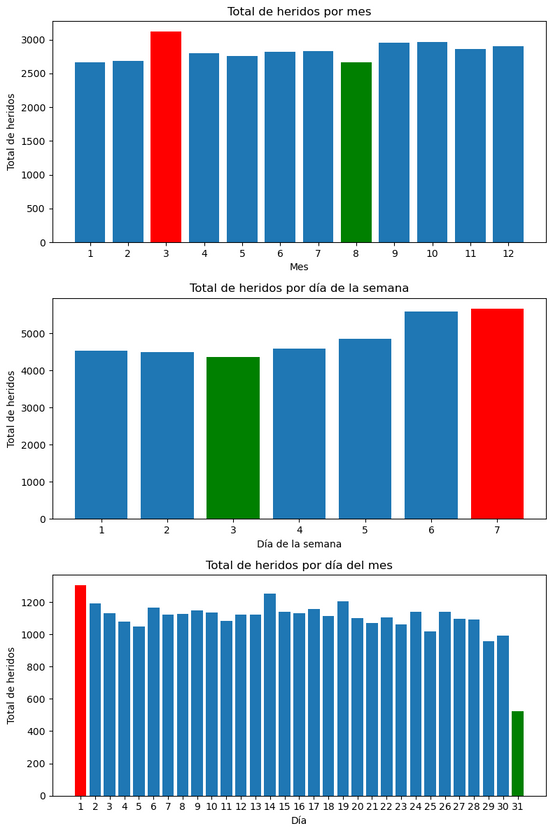 Total de heridos por mes
Total de heridos
3000
2500
2000
1500
1000
500
0
1 2 3 4 5 6 7 8 9 10 11 12
Mes
Total de heridos por día de la semana
Total de heridos
5000
4000
3000
2000
1000
0
1 2 3 4 5 6 7
Día de la semana
Total de heridos por día del mes
Total de heridos
1200
1000
800
600
400
200
0
1 2 3 4 5 6 7 8 9 10 11 12 13 14 15 16 17 18 19 20 21 22 23 24 25 26 27 28 29 30 31
Día